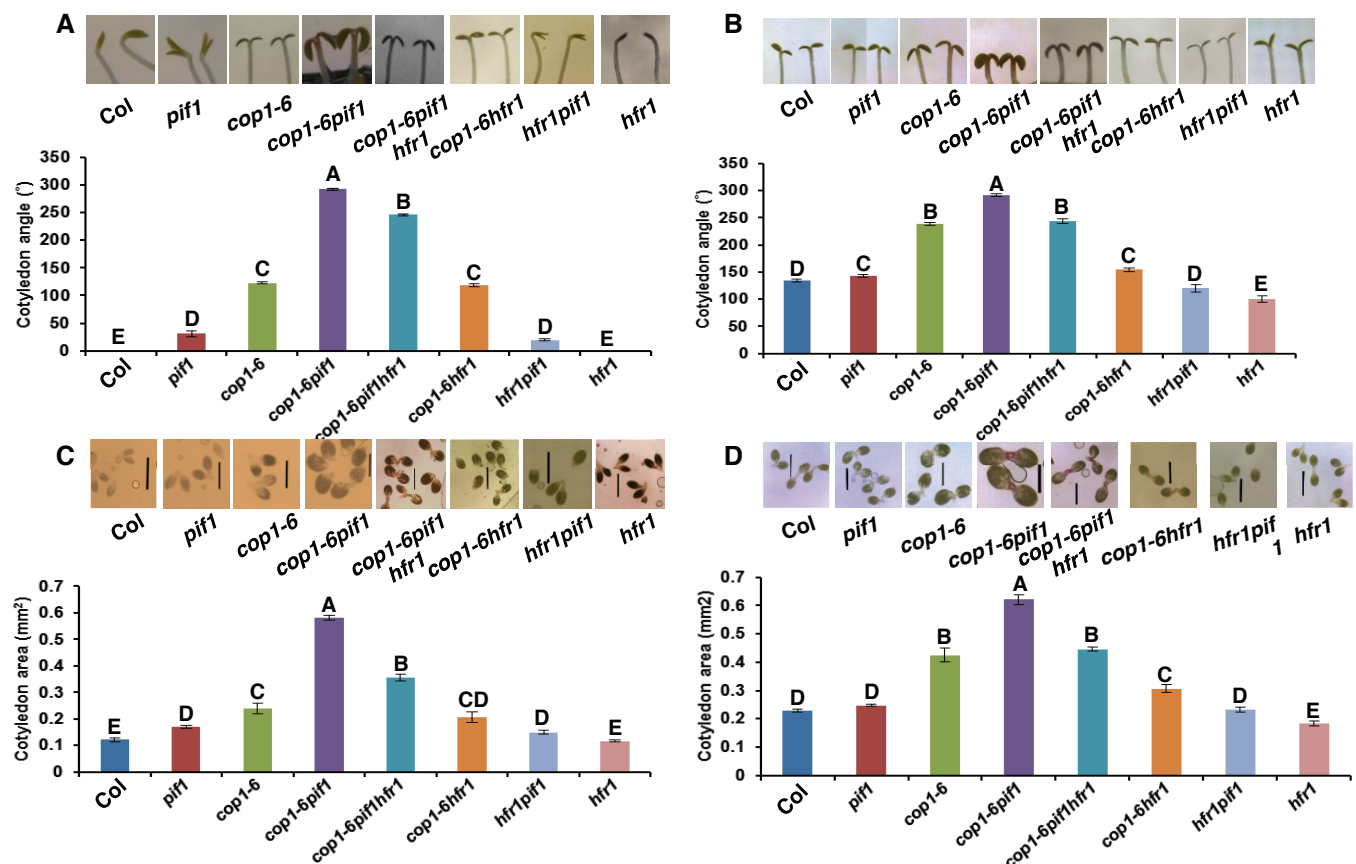 A
Col
pif1
cop1-6
cop1-6pif1
cop1-6pif1
hfr1
cop1-6hfr1
hfr1pif1
hfr1
Cotyledon angle (°)
350
300
250
200
150
100
50
0
E
D
C
A
B
C
D
E
Col
pif1
cop1-6
cop1-6pif1
cop1-6pif1hfr1
cop1-6hfr1
hfr1pif1
hfr1
B
Col
pif1
cop1-6
cop1-6pif1
cop1-6pif1
hfr1
cop1-6hfr1
hfr1pif1
hfr1
Cotyledon angle (°)
350
300
250
200
150
100
50
0
D
C
B
A
B
C
D
E
Col
pif1
cop1-6
cop1-6pif1
cop1-6pif1hfr1
cop1-6hfr1
hfr1pif1
hfr1
C
Col
pif1
cop1-6
cop1-6pif1
cop1-6pif1
hfr1
cop1-6hfr1
hfr1pif1
hfr1
Cotyledon area (mm²)
0.7
0.6
0.5
0.4
0.3
0.2
0.1
0
E
D
C
A
B
CD
D
E
Col
pif1
cop1-6
cop1-6pif1
cop1-6pif1hfr1
cop1-6hfr1
hfr1pif1
hfr1
D
Col
pif1
cop1-6
cop1-6pif1
cop1-6pif1
hfr1
cop1-6hfr1
hfr1pif
1
hfr1
Cotyledon area (mm2)
0.7
0.6
0.5
0.4
0.3
0.2
0.1
0
D
D
B
A
B
C
D
E
Col
pif1
cop1-6
cop1-6pif1
cop1-6pif1hfr1
cop1-6hfr1
hfr1pif1
hfr1